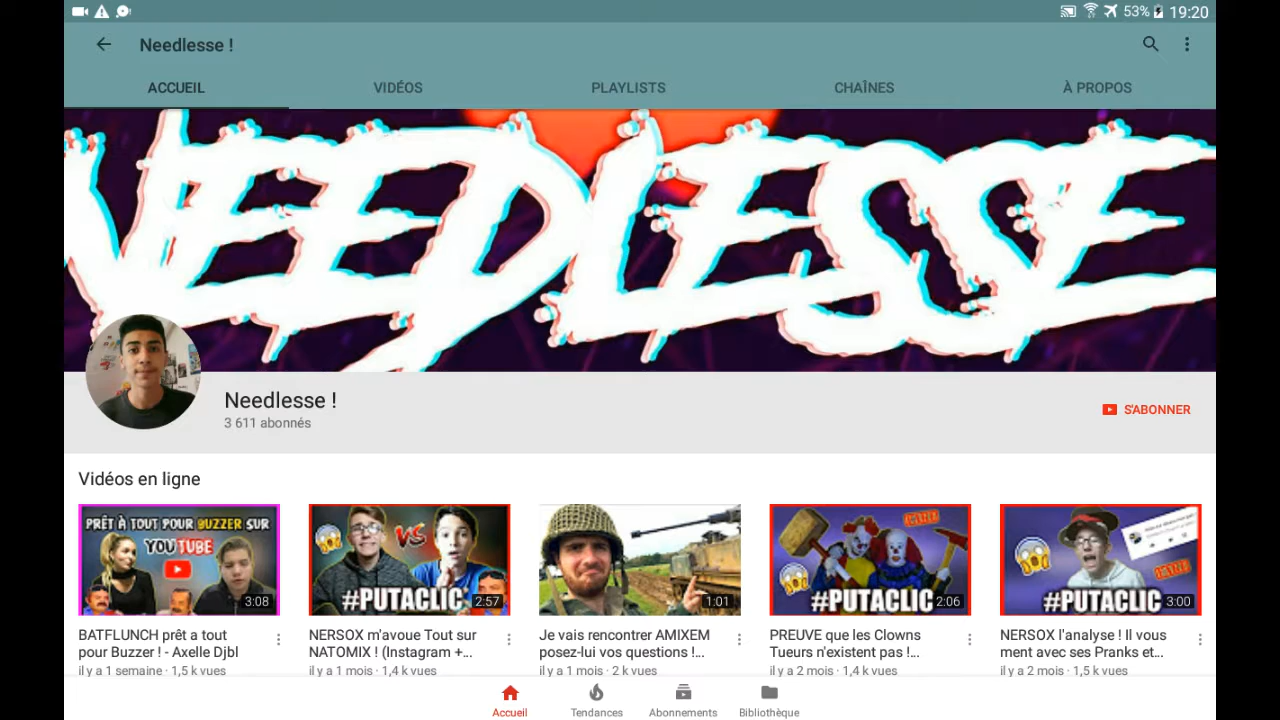 53% 19:20
Needlesse !
ACCUEIL VIDÉOS PLAYLISTS CHAÎNES À PROPOS
NEEDLESSE
Needlesse !
3 611 abonnés
S'ABONNER
Vidéos en ligne
PRÊT À TOUT POUR BUZZER SUR
YOUTUBE
3:08
VS
#PUTACLIC
2:57
1:01
#PUTACLIC
2:06
#PUTACLIC
3:00
BATFLUNCH prêt a tout
pour Buzzer ! - Axelle Djbl
il y a 1 semaine · 1,5 k vues
NERSOX m'avoue Tout sur
NATOMIX ! (Instagram +...
il y a 1 mois · 1,4 k vues
Je vais rencontrer AMIXEM
posez-lui vos questions !...
il y a 1 mois · 2 k vues
PREUVE que les Clowns
Tueurs n'existent pas !...
il y a 2 mois · 1,4 k vues
NERSOX l'analyse ! Il vous
ment avec ses Pranks et...
il y a 2 mois · 1,5 k vues
Accueil Tendances Abonnements Bibliothèque